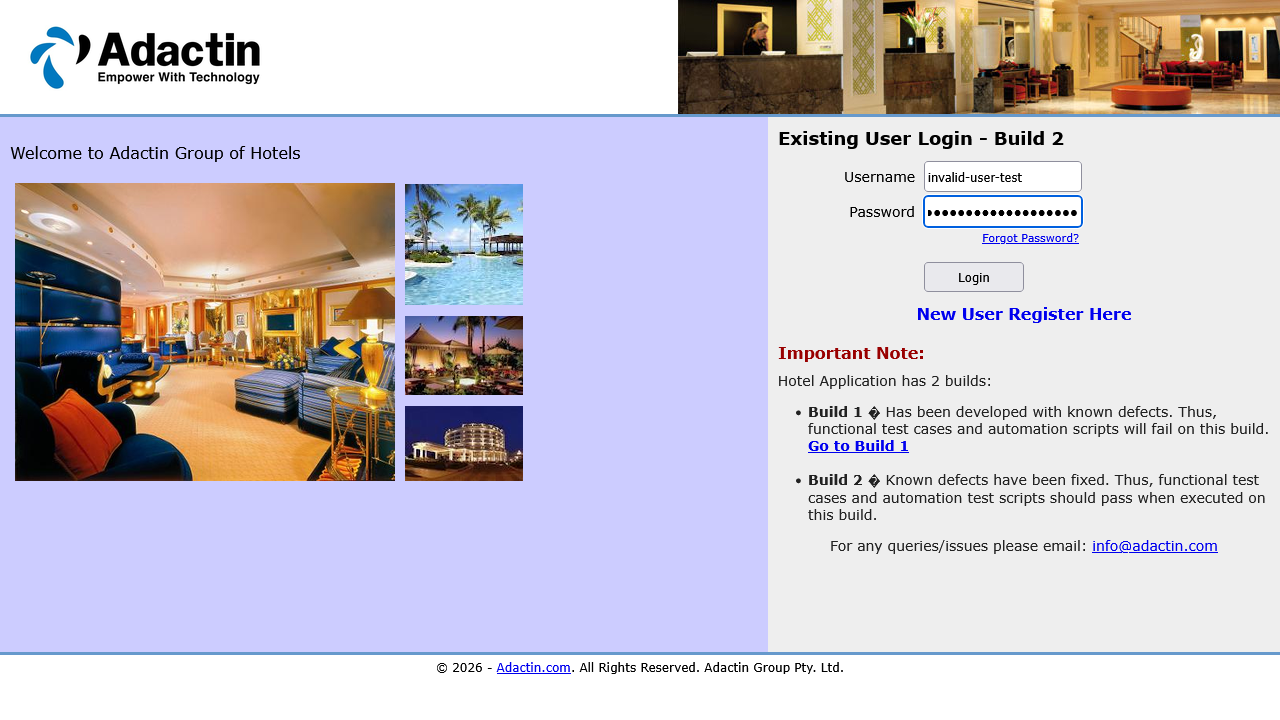 Adactin
Empower With Technology
Welcome to Adactin Group of Hotels
Existing User Login - Build 2
Username
invalid-user-test
Password
•••••••••••••••••••
Forgot Password?
Login
New User Register Here
Important Note:
Hotel Application has 2 builds:
• Build 1 � Has been developed with known defects. Thus,
functional test cases and automation scripts will fail on this build.
Go to Build 1
• Build 2 � Known defects have been fixed. Thus, functional test
cases and automation test scripts should pass when executed on
this build.
For any queries/issues please email: info@adactin.com
© 2026 - Adactin.com. All Rights Reserved. Adactin Group Pty. Ltd.